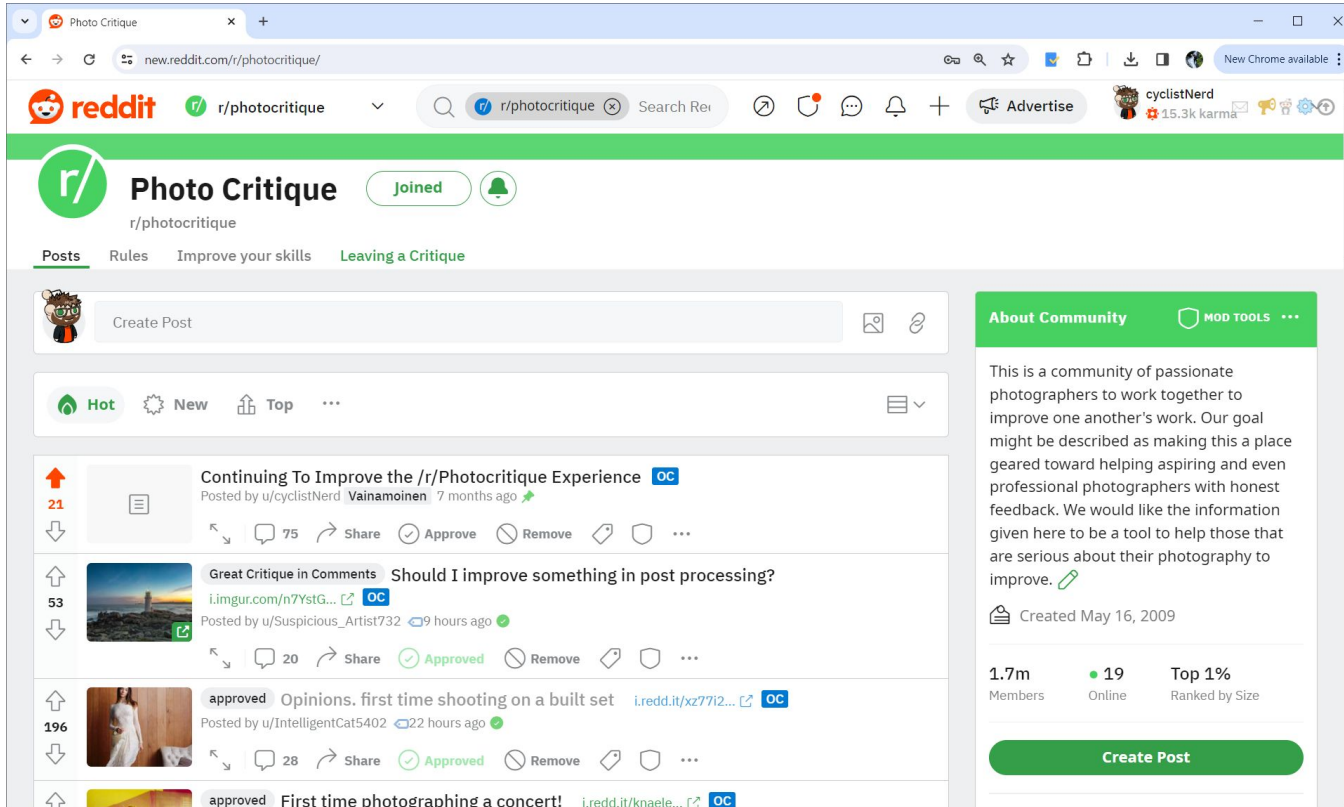 Photo Critique
new.reddit.com/r/photocritique/
New Chrome available
reddit
r/photocritique
r/photocritique
Search Re
Advertise
cyclistNerd
15.3k karma
r/
Photo Critique
Joined
r/photocritique
Posts Rules Improve your skills Leaving a Critique
Create Post
Hot New Top
21
Continuing To Improve the /r/Photocritique Experience OC
Posted by u/cyclistNerd Vainamoinen 7 months ago
75 Share Approve Remove
53
Great Critique in Comments Should I improve something in post processing?
i.imgur.com/n7YstG... OC
Posted by u/Suspicious_Artist732 9 hours ago
20 Share Approved Remove
196
approved Opinions. first time shooting on a built set i.redd.it/xz77i2... OC
Posted by u/IntelligentCat5402 22 hours ago
28 Share Approved Remove
approved First time photographing a concert! i.redd.it/knaele... OC
About Community MOD TOOLS
This is a community of passionate
photographers to work together to
improve one another's work. Our goal
might be described as making this a place
geared toward helping aspiring and even
professional photographers with honest
feedback. We would like the information
given here to be a tool to help those that
are serious about their photography to
improve.
Created May 16, 2009
1.7m 19 Top 1%
Members Online Ranked by Size
Create Post